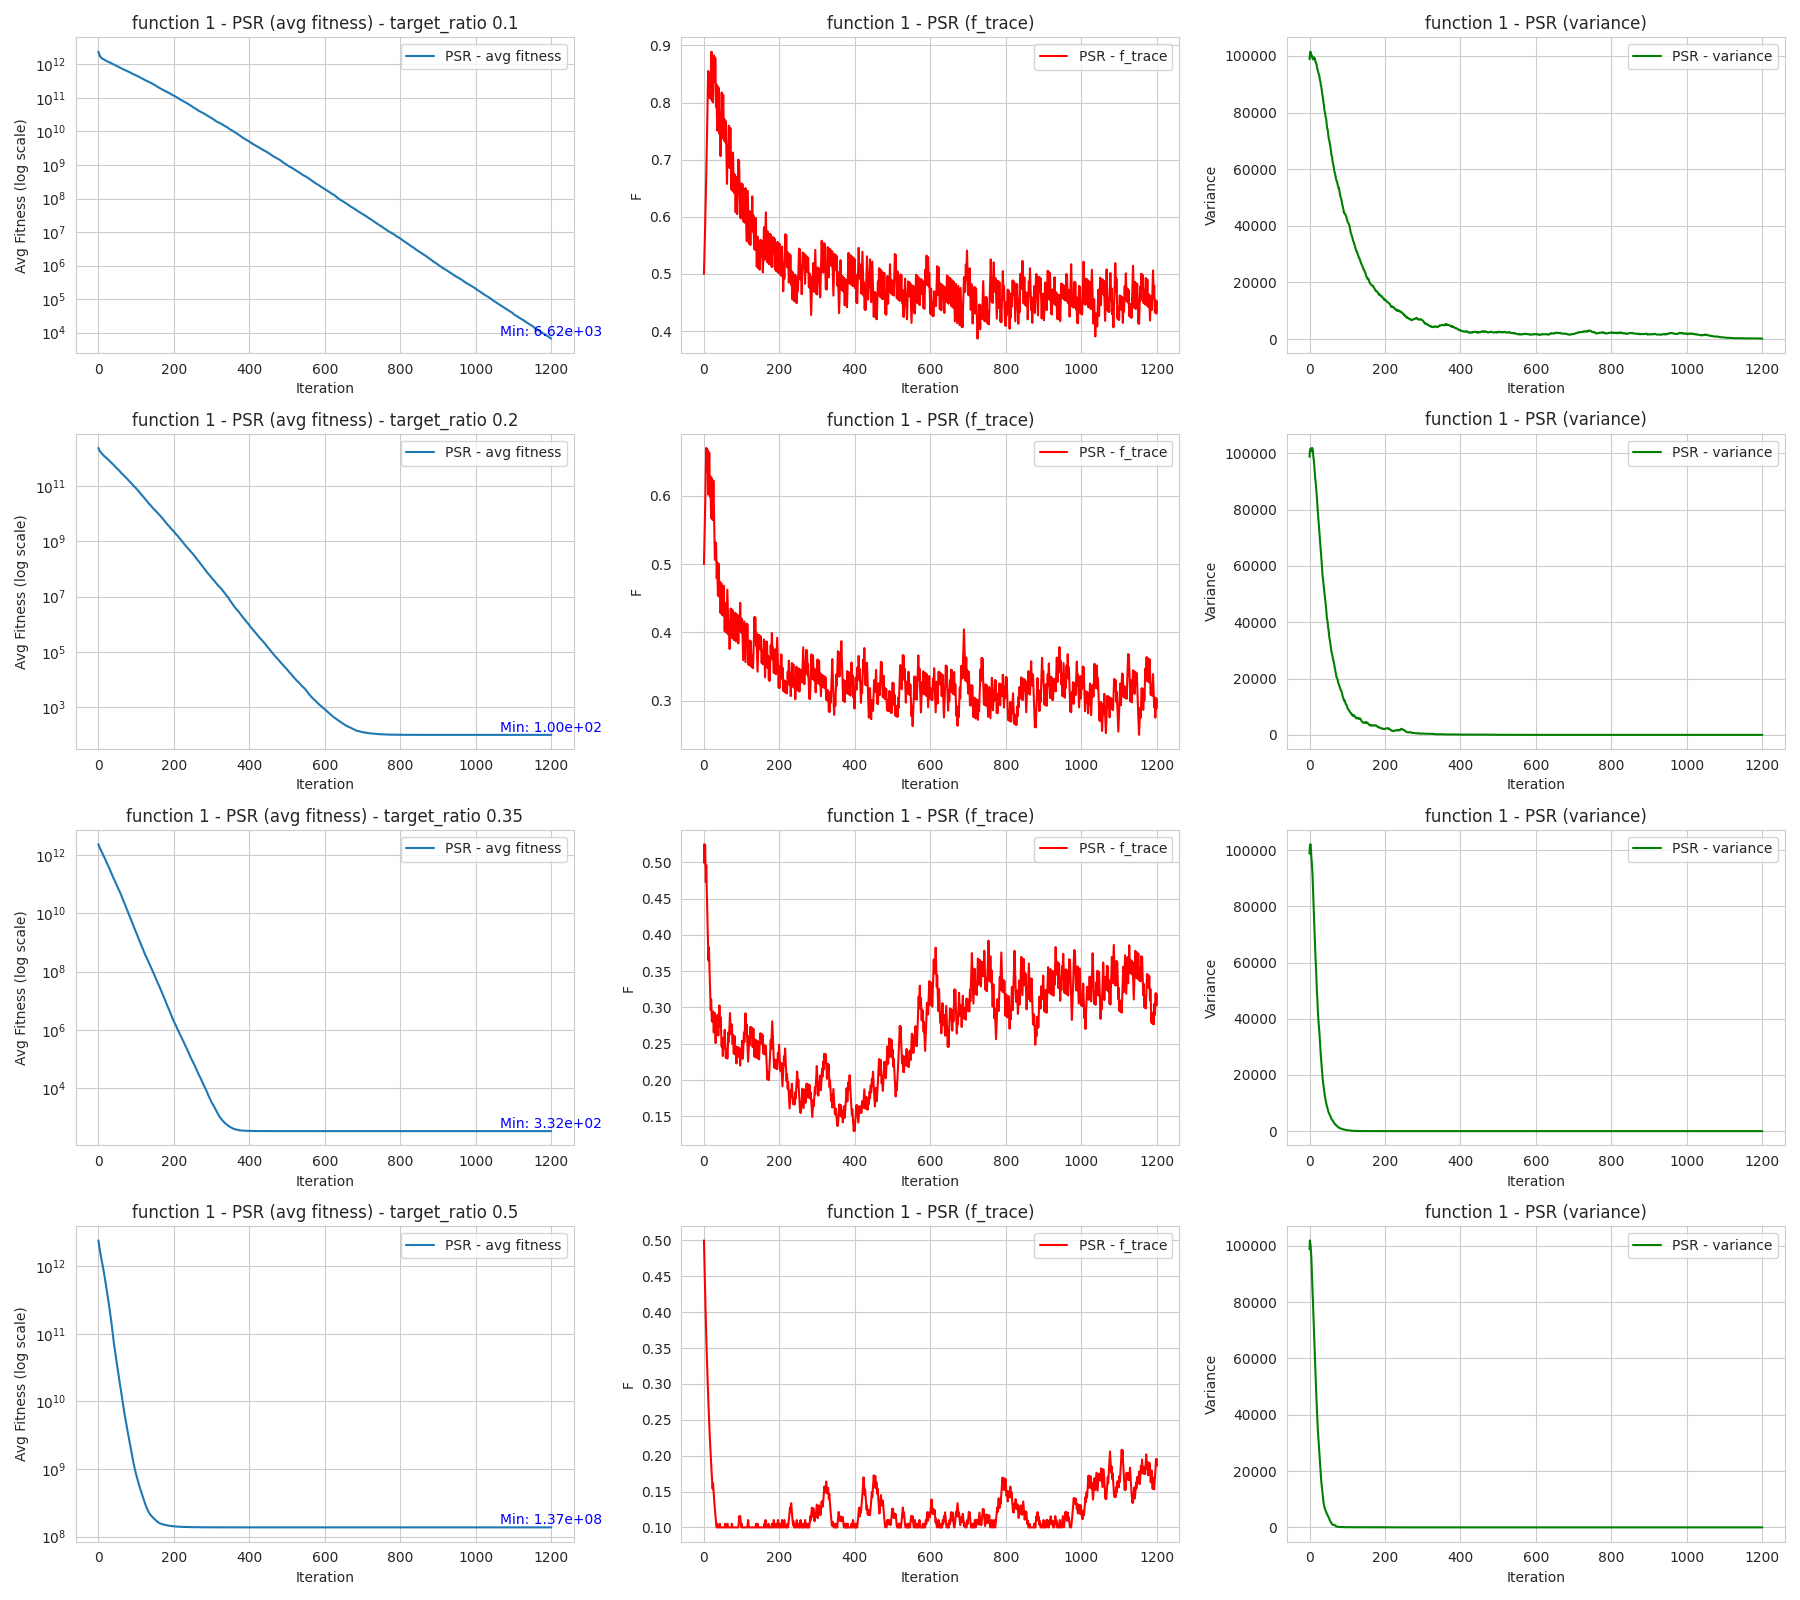 function 1 - PSR (avg fitness) - target_ratio 0.1
PSR - avg fitness
Avg Fitness (log scale)
10^12
10^11
10^10
10^9
10^8
10^7
10^6
10^5
10^4
Min: 6.62e+03
0 200 400 600 800 1000 1200
Iteration
function 1 - PSR (f_trace)
PSR - f_trace
F
0.9
0.8
0.7
0.6
0.5
0.4
0 200 400 600 800 1000 1200
Iteration
function 1 - PSR (variance)
PSR - variance
Variance
100000
80000
60000
40000
20000
0
0 200 400 600 800 1000 1200
Iteration
function 1 - PSR (avg fitness) - target_ratio 0.2
PSR - avg fitness
Avg Fitness (log scale)
10^11
10^9
10^7
10^5
10^3
Min: 1.00e+02
0 200 400 600 800 1000 1200
Iteration
function 1 - PSR (f_trace)
PSR - f_trace
F
0.6
0.5
0.4
0.3
0 200 400 600 800 1000 1200
Iteration
function 1 - PSR (variance)
PSR - variance
Variance
100000
80000
60000
40000
20000
0
0 200 400 600 800 1000 1200
Iteration
function 1 - PSR (avg fitness) - target_ratio 0.35
PSR - avg fitness
Avg Fitness (log scale)
10^12
10^10
10^8
10^6
10^4
Min: 3.32e+02
0 200 400 600 800 1000 1200
Iteration
function 1 - PSR (f_trace)
PSR - f_trace
F
0.50
0.45
0.40
0.35
0.30
0.25
0.20
0.15
0 200 400 600 800 1000 1200
Iteration
function 1 - PSR (variance)
PSR - variance
Variance
100000
80000
60000
40000
20000
0
0 200 400 600 800 1000 1200
Iteration
function 1 - PSR (avg fitness) - target_ratio 0.5
PSR - avg fitness
Avg Fitness (log scale)
10^12
10^11
10^10
10^9
10^8
Min: 1.37e+08
0 200 400 600 800 1000 1200
Iteration
function 1 - PSR (f_trace)
PSR - f_trace
F
0.50
0.45
0.40
0.35
0.30
0.25
0.20
0.15
0.10
0 200 400 600 800 1000 1200
Iteration
function 1 - PSR (variance)
PSR - variance
Variance
100000
80000
60000
40000
20000
0
0 200 400 600 800 1000 1200
Iteration